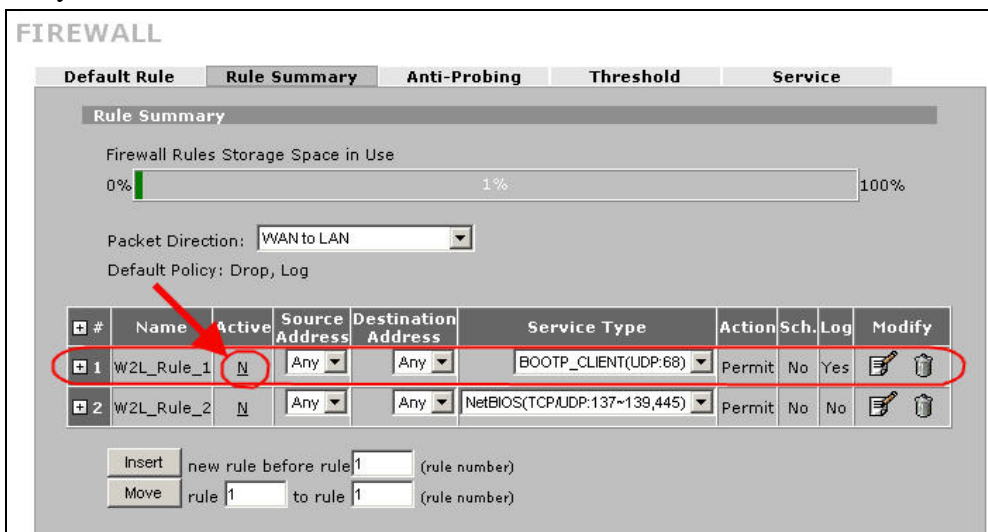 FIREWALL
Default Rule Rule Summary Anti-Probing Threshold Service
Rule Summary
Firewall Rules Storage Space in Use
0% 1% 100%
Packet Direction: WAN to LAN
Default Policy: Drop, Log
# Name Active Source Address Destination Address Service Type Action Sch. Log Modify
1 W2L_Rule_1 N Any Any BOOTP_CLIENT(UDP:68) Permit No Yes
2 W2L_Rule_2 N Any Any NetBIOS(TCP/UDP:137~139,445) Permit No No
Insert new rule before rule 1 (rule number)
Move rule 1 to rule 1 (rule number)